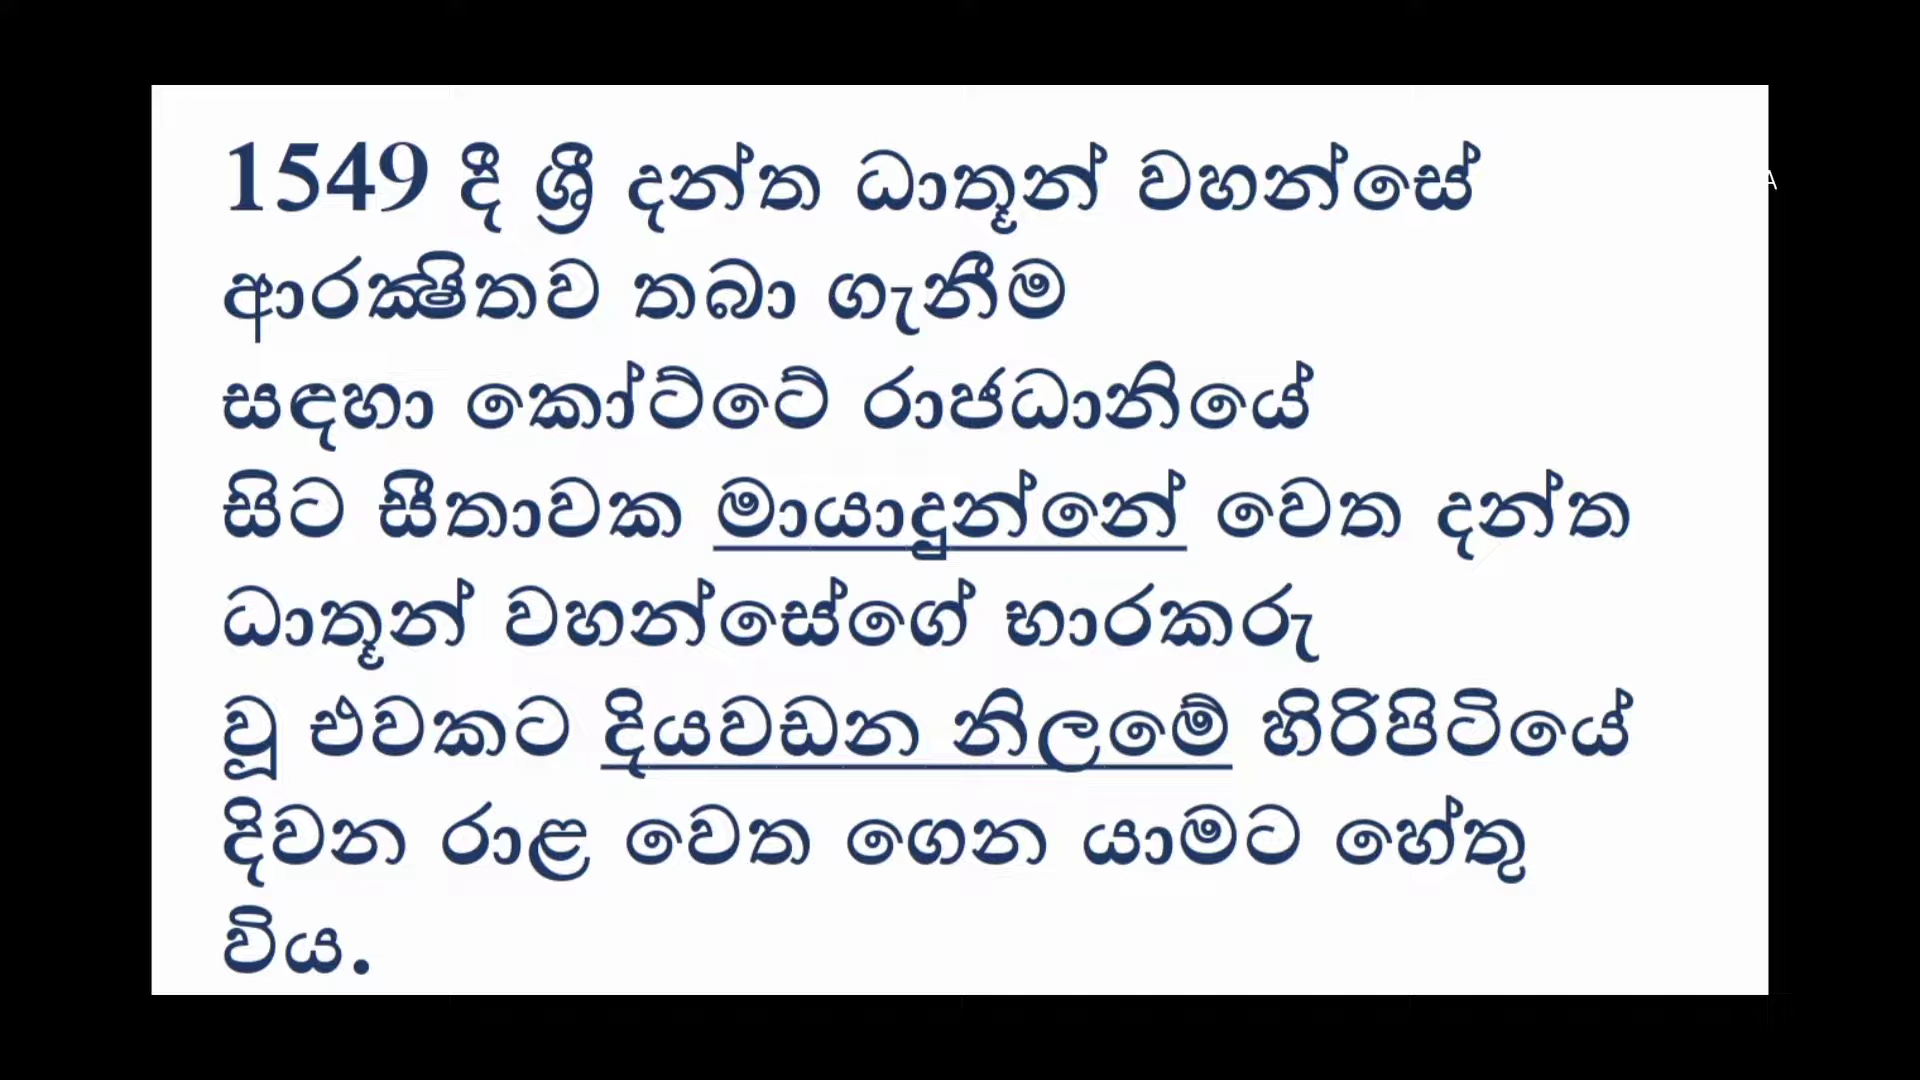 1549 දී ශ්‍රී දන්ත ධාතූන් වහන්සේ
ආරක්‍ෂිතව තබා ගැනීම
සඳහා කෝට්ටේ රාජධානියේ
සිට සීතාවක මායාදුන්නේ වෙත දන්ත
ධාතූන් වහන්සේගේ භාරකරු
වූ එවකට දියවඩන නිලමේ හිරිපිටියේ
දිවන රාළ වෙත ගෙන යාමට හේතු
විය.